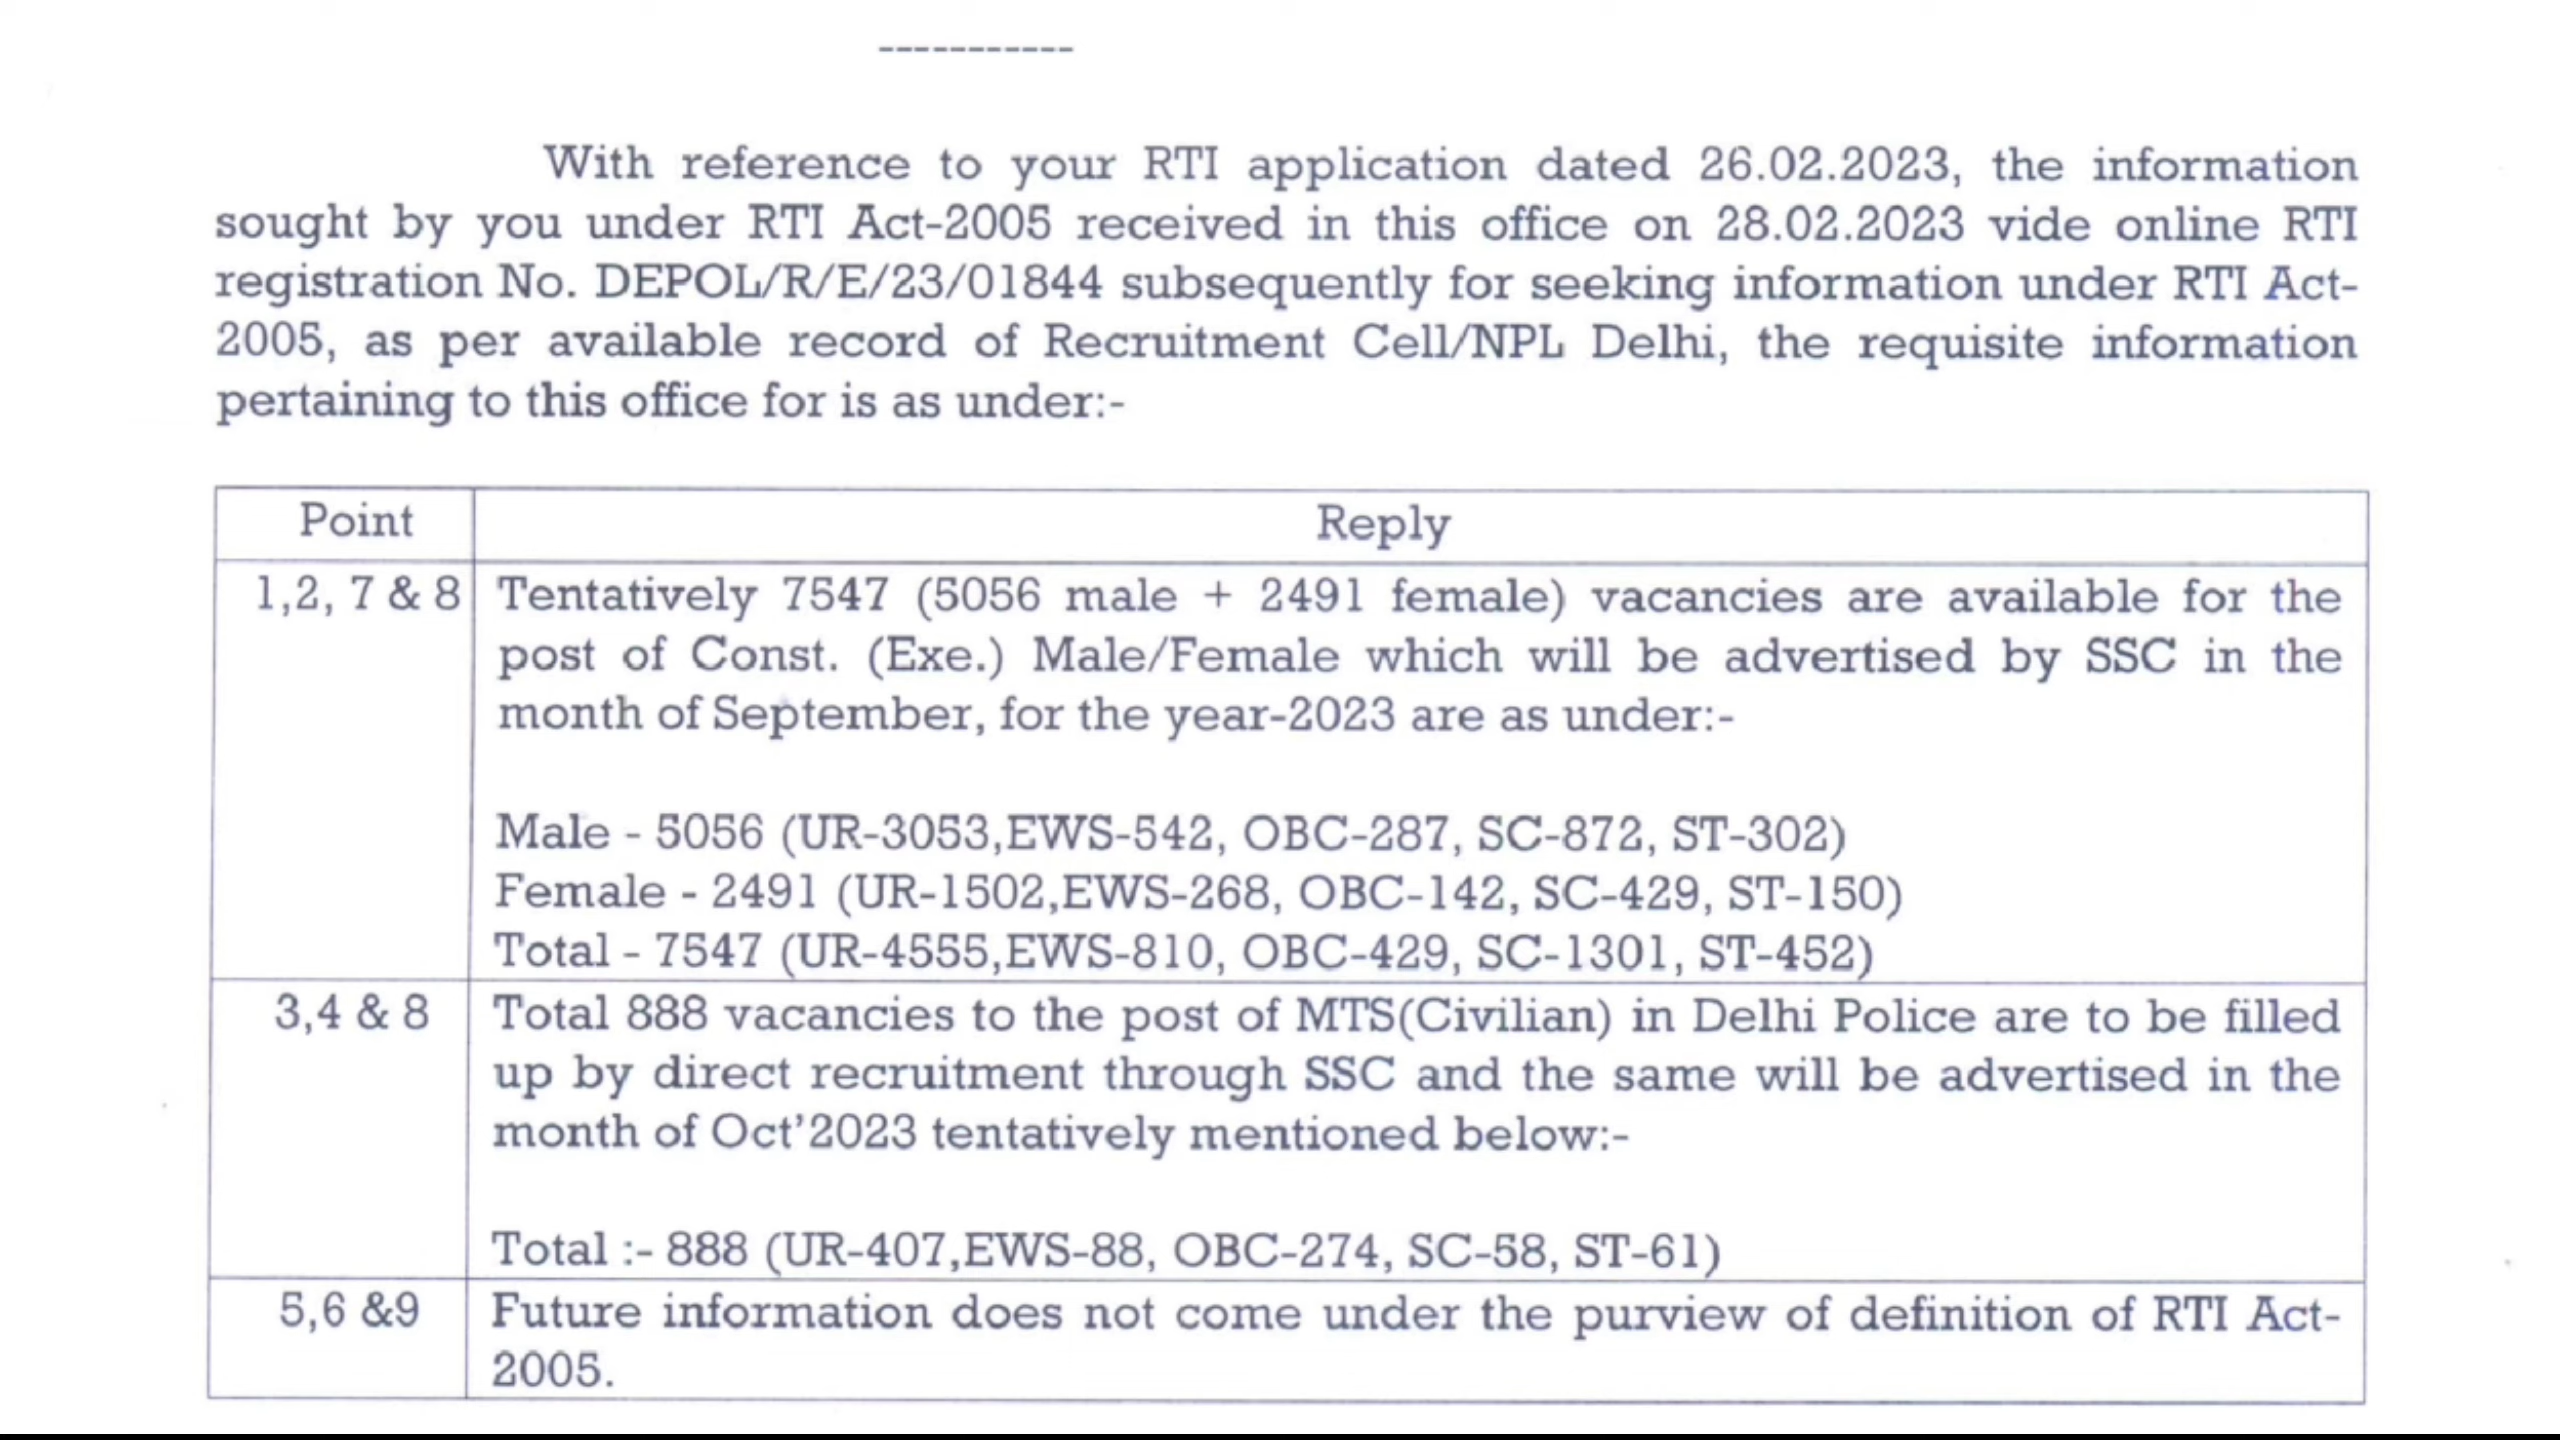 -----------
With reference to your RTI application dated 26.02.2023, the information
sought by you under RTI Act-2005 received in this office on 28.02.2023 vide online RTI
registration No. DEPOL/R/E/23/01844 subsequently for seeking information under RTI Act-
2005, as per available record of Recruitment Cell/NPL Delhi, the requisite information
pertaining to this office for is as under:-
Point Reply
1,2, 7 & 8 Tentatively 7547 (5056 male + 2491 female) vacancies are available for the
post of Const. (Exe.) Male/Female which will be advertised by SSC in the
month of September, for the year-2023 are as under:-
Male - 5056 (UR-3053,EWS-542, OBC-287, SC-872, ST-302)
Female - 2491 (UR-1502,EWS-268, OBC-142, SC-429, ST-150)
Total - 7547 (UR-4555,EWS-810, OBC-429, SC-1301, ST-452)
3,4 & 8 Total 888 vacancies to the post of MTS(Civilian) in Delhi Police are to be filled
up by direct recruitment through SSC and the same will be advertised in the
month of Oct'2023 tentatively mentioned below:-
Total :- 888 (UR-407,EWS-88, OBC-274, SC-58, ST-61)
5,6 &9 Future information does not come under the purview of definition of RTI Act-
2005.